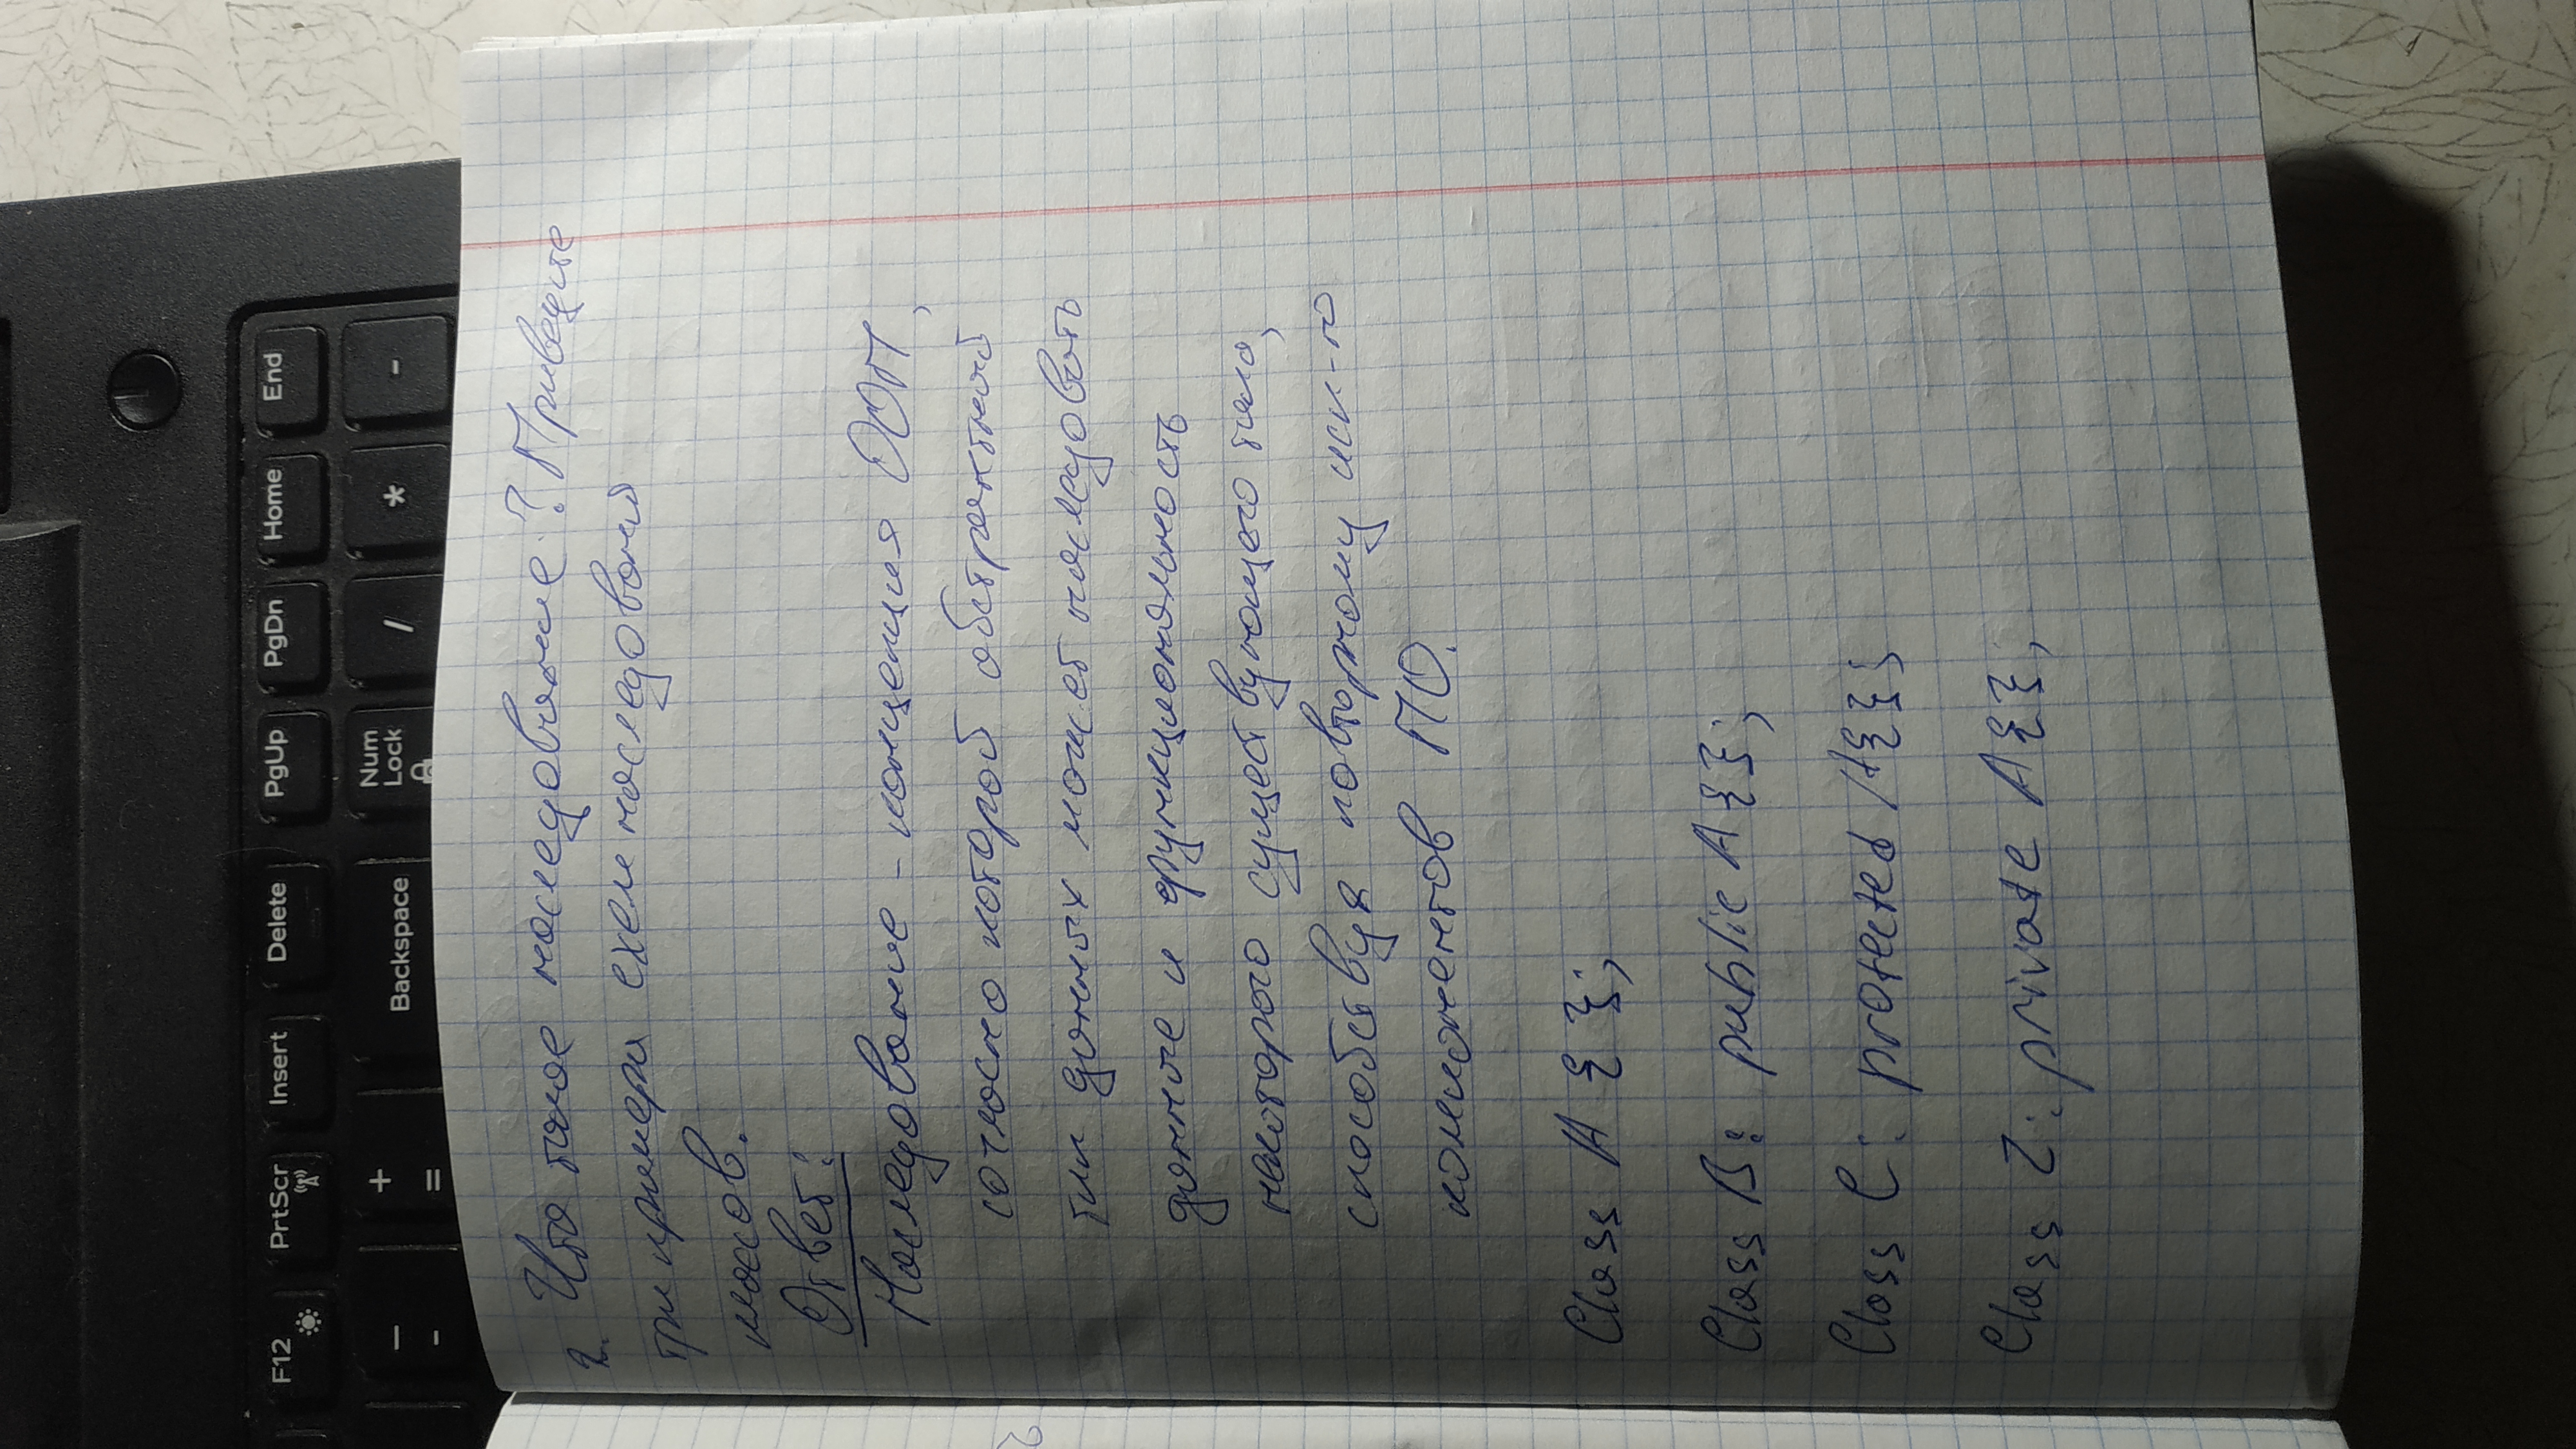 F12 PrtScr Insert Delete PgUp PgDn Home End
— + Backspace Num Lock / * -
- =
2. Что такое наследование? Приведите
три примера схем наследования
классов.
Ответ:
Наследование - концепция ООП,
согласно которой абстрактный
тип данных может наследовать
данные и функциональность
некоторого существующего типа,
способствуя повторному исп-ю
компонентов ПО.
Class A { };
Class B: public A{};
Class C: protected A{};
Class Z: private A{};